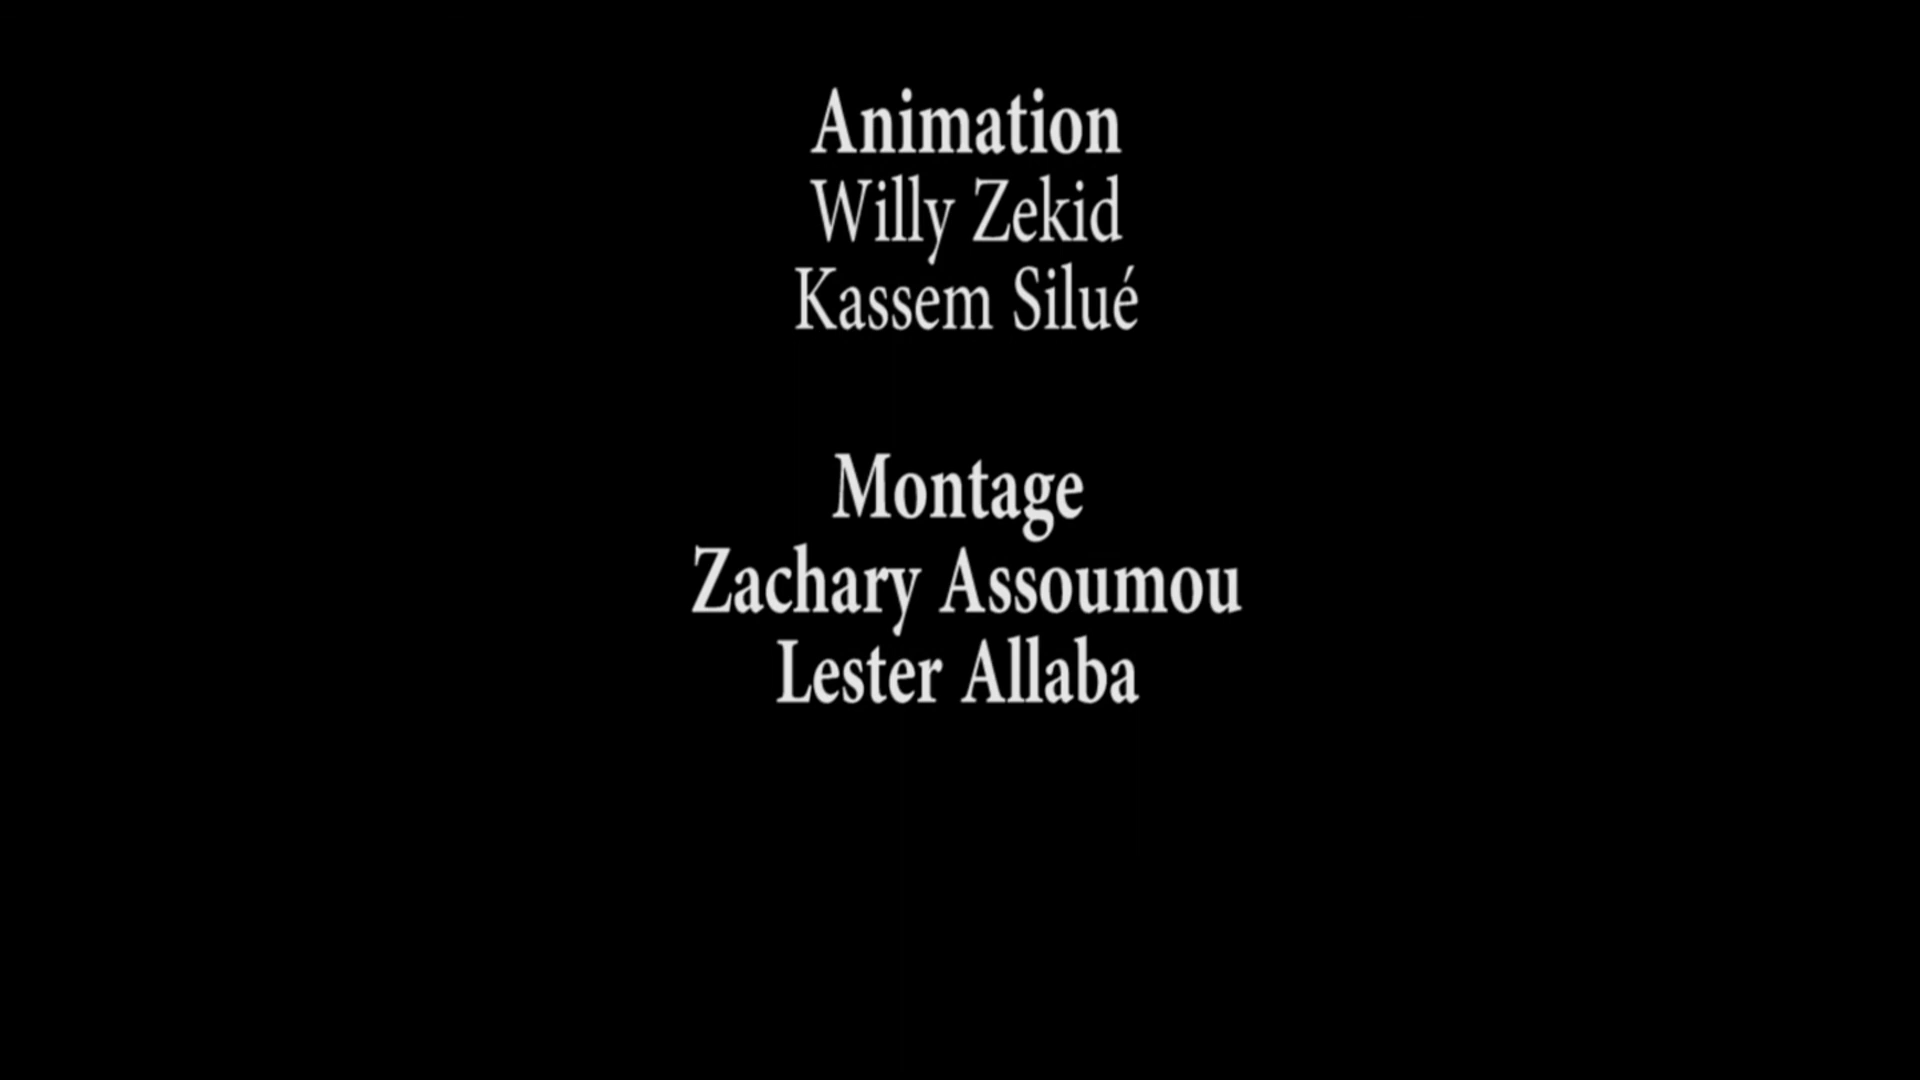 Animation
Willy Zekid
Kassem Silué
Montage
Zachary Assoumou
Lester Allaba